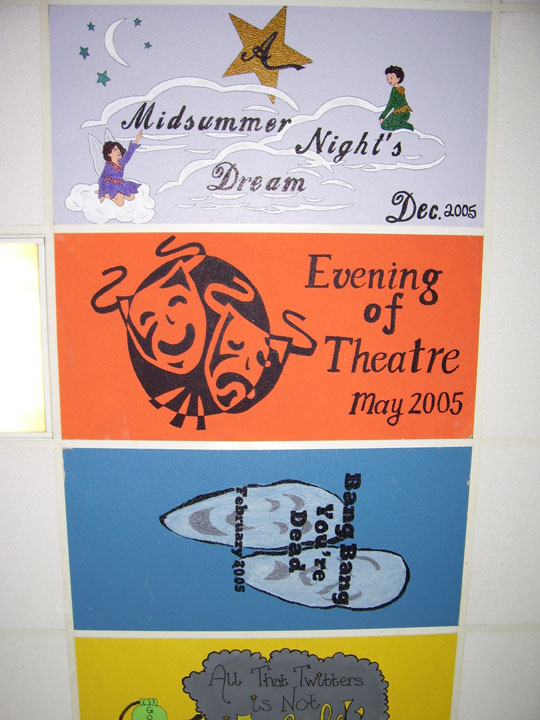 A
Midsummer
Night's
Dream
Dec. 2005
Evening
of
Theatre
May 2005
Bang Bang
You're
Dead
February 2005
All That Twitters
is Not